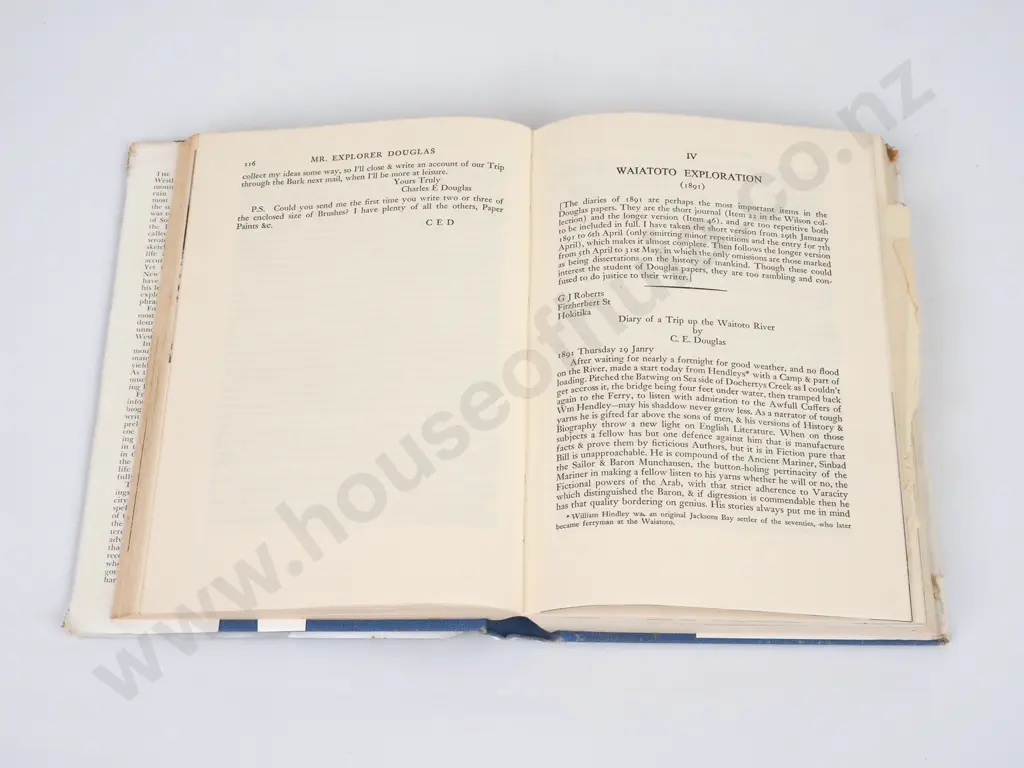 116
MR. EXPLORER DOUGLAS
collect my ideas some way, so I'll close & write an account of our Trip
through the Burk next mail, when I'll be more at leisure.
Yours Truly
Charles E Douglas
P.S. Could you send me the first time you write two or three of
the enclosed size of Brushes? I have plenty of all the others, Paper
Paints &c.
C E D
IV
WAIATOTO EXPLORATION
(1891)
[The diaries of 1891 are perhaps the most important items in the
Douglas papers. They are the short journal (Item 22 in the Wilson col-
lection) and the longer version (Item 46), and are too repetitive both
to be included in full. I have taken the short version from 29th January
1891 to 6th April (only omitting minor repetitions and the entry for 7th
April), which makes it almost complete. Then follows the longer version
from 5th April to 31st May, in which the only omissions are those marked
as being dissertations on the history of mankind. Though these could
interest the student of Douglas papers, they are too rambling and con-
fused to do justice to their writer.]
G J Roberts
Fitzherbert St
Hokitika
Diary of a Trip up the Waitoto River
by
C. E. Douglas
1891 Thursday 29 Janry
After waiting for nearly a fortnight for good weather, and no flood
on the River, made a start today from Hendleys* with a Camp & part of
loading. Pitched the Batwing on Sea side of Dochertys Creek as I couldn't
get accross it, the bridge being four feet under water, then tramped back
again to the Ferry, to listen with admiration to the Awfull Cuffers of
Wm Hendley—may his shadow never grow less. As a narrator of tough
yarns he is gifted far above the sons of men, & his versions of History &
Biography throw a new light on English Literature. When on those
subjects a fellow has but one defence against him that is manufacture
facts & prove them by ficticious Authors, but it is in Fiction pure that
Bill is unapproachable. He is compound of the Ancient Mariner, Sinbad
the Sailor & Baron Munchausen, the button-holing pertinacity of the
Mariner in making a fellow listen to his yarns whether he will or no, the
Fictional powers of the Arab, with that strict adherence to Varacity
which distinguished the Baron, & if digression is commendable then he
has that quality bordering on genius. His stories always put me in mind
*William Hindley was an original Jacksons Bay settler of the seventies, who later
became ferryman at the Waiatoto.
www.houseofnuz.co.nz